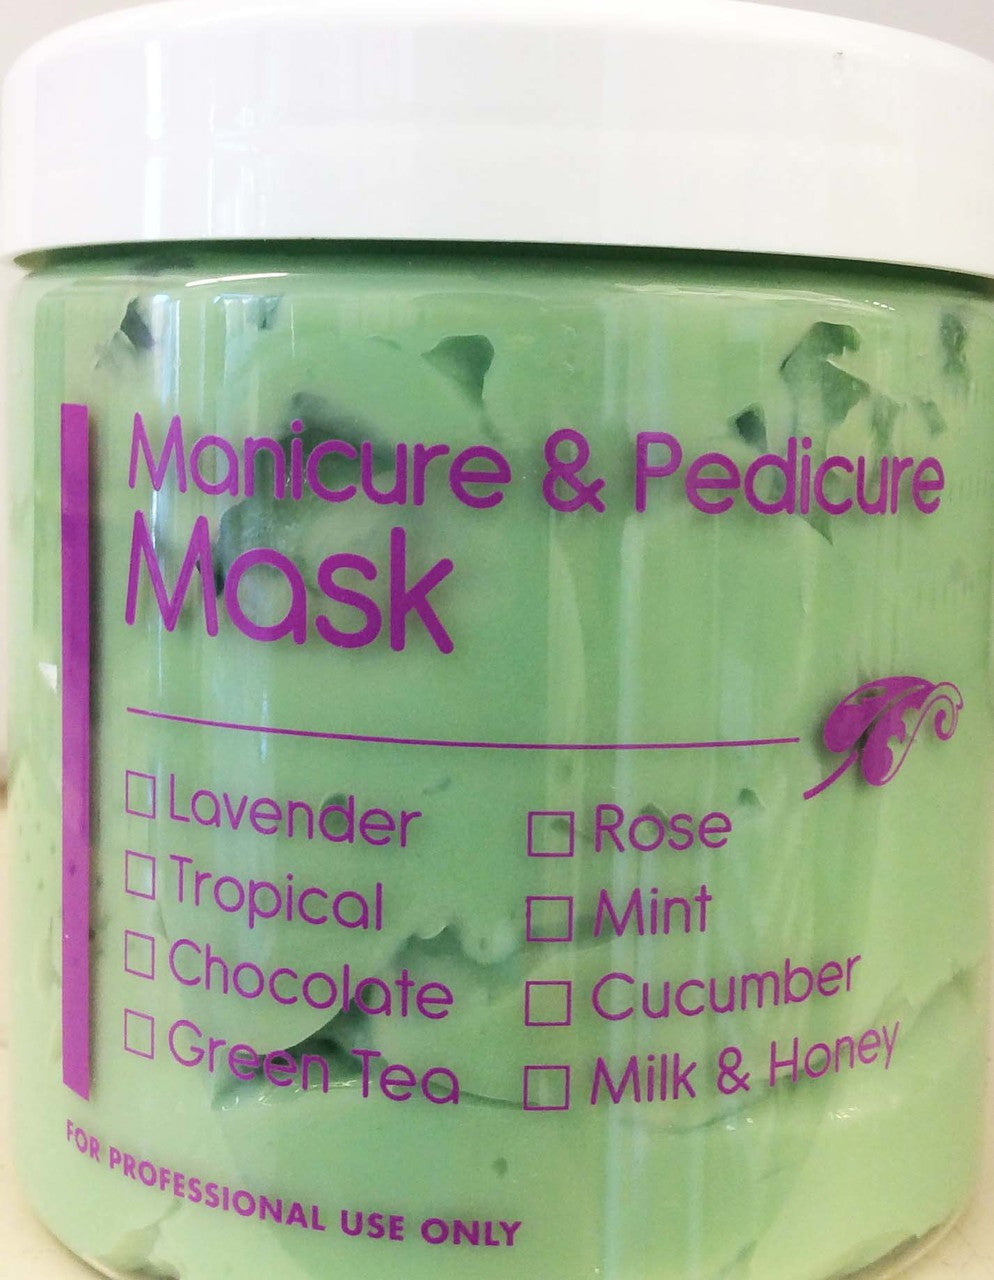 Manicure & Pedicure
Mask
Lavender
Tropical
Chocolate
Green Tea
Rose
Mint
Cucumber
Milk & Honey
FOR PROFESSIONAL USE ONLY